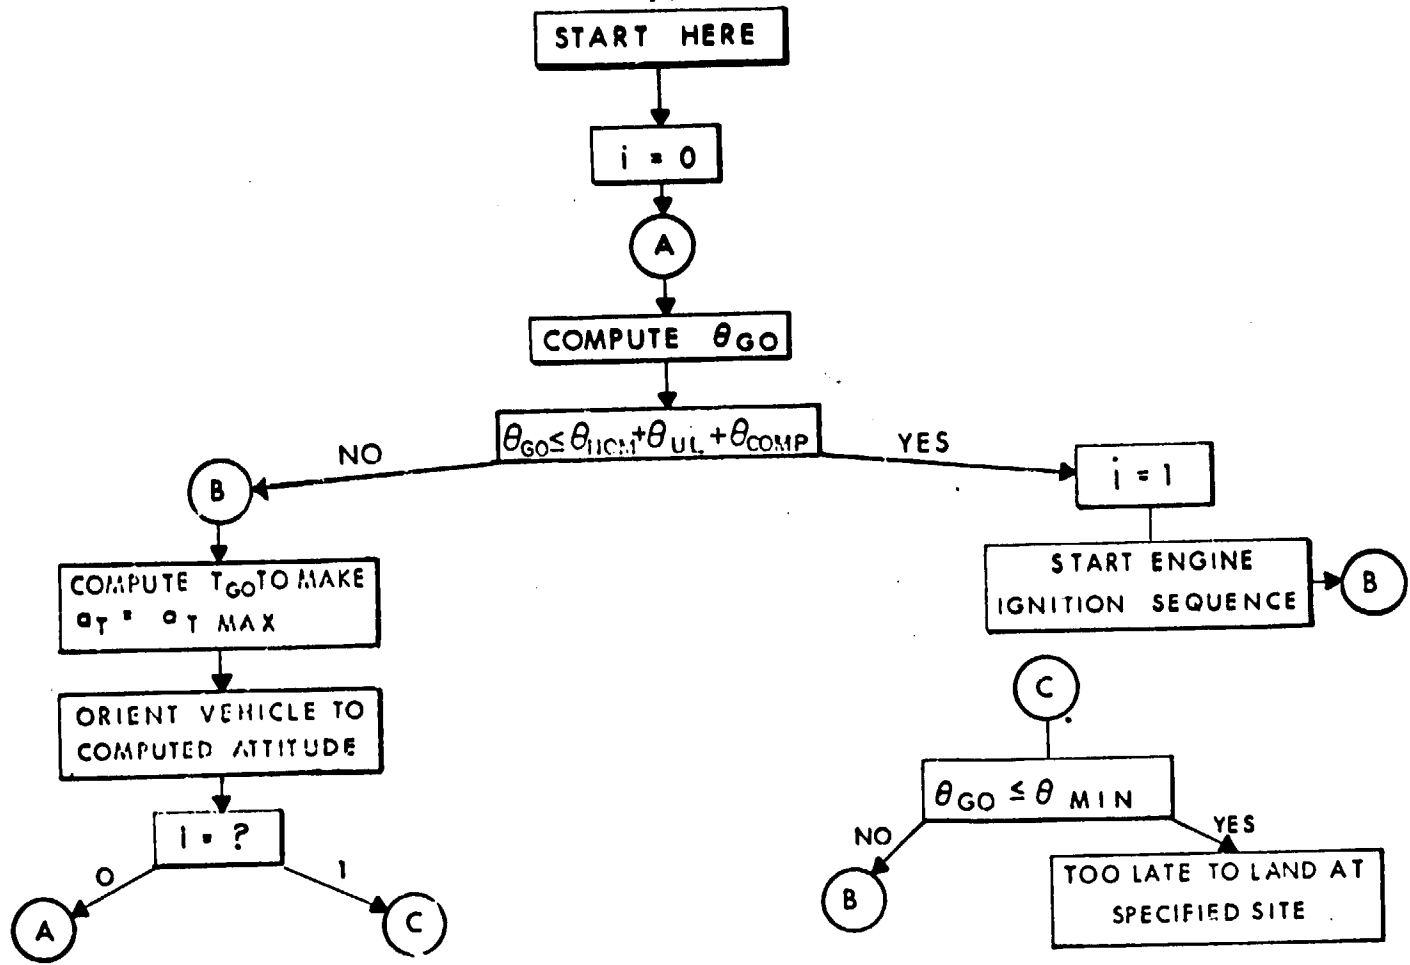 START HERE
i = 0
A
COMPUTE θGO
θGO ≤ θNOM + θUL + θCOMP
NO
YES
B
i = 1
COMPUTE TGO TO MAKE
aT = aT MAX
START ENGINE
IGNITION SEQUENCE
B
ORIENT VEHICLE TO
COMPUTED ATTITUDE
i = ?
0
1
A
C
C
θGO ≤ θ MIN
NO
YES
B
TOO LATE TO LAND AT
SPECIFIED SITE